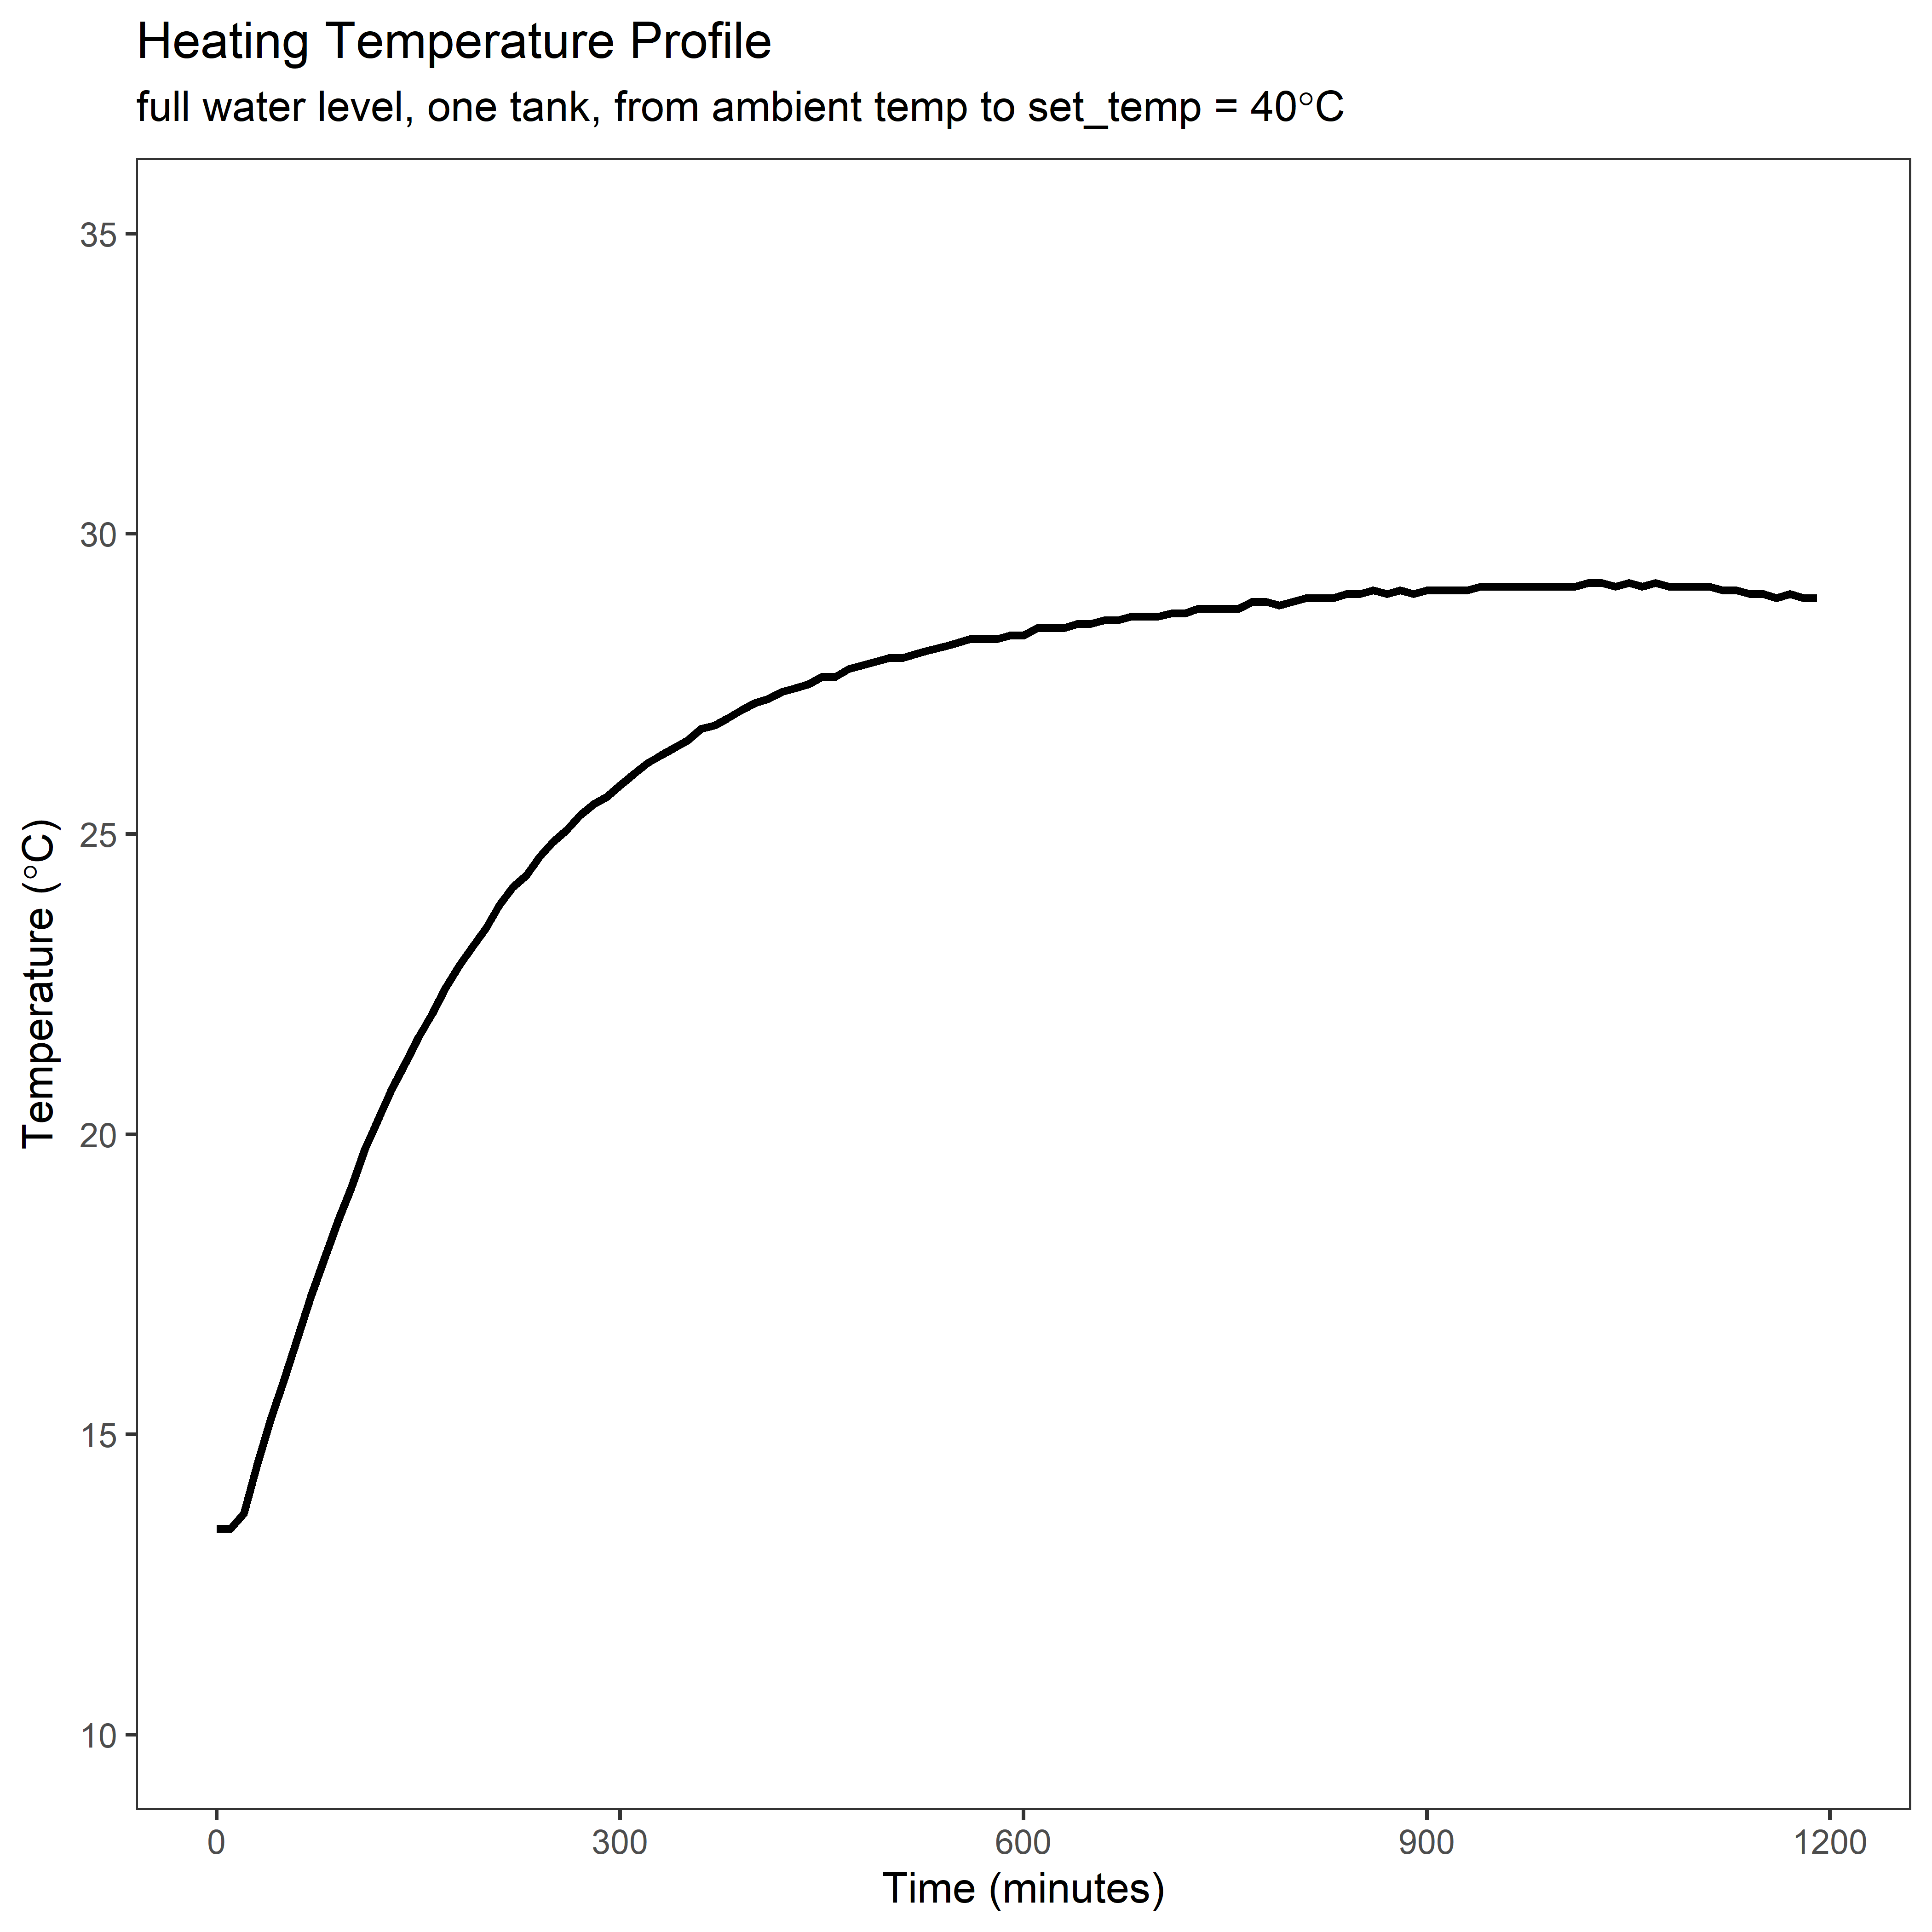 Heating Temperature Profile
full water level, one tank, from ambient temp to set_temp = 40°C
Temperature (°C)
35
30
25
20
15
10
0
300
600
900
1200
Time (minutes)